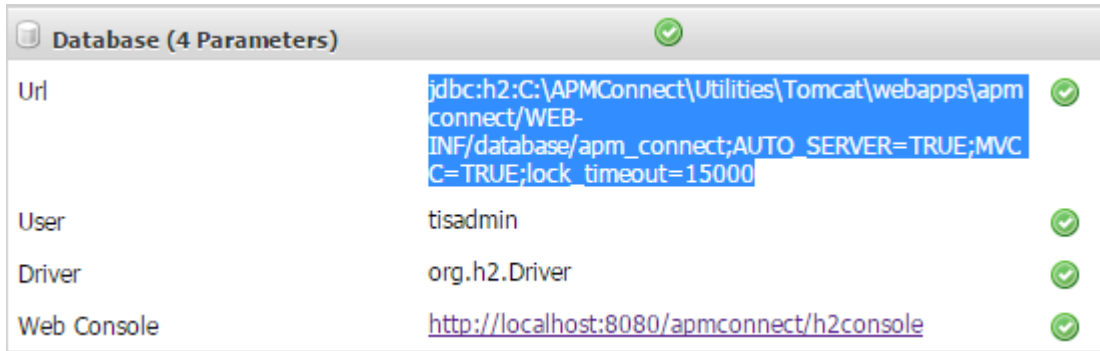 Database (4 Parameters)
Url
jdbc:h2:C:\APMConnect\Utilities\Tomcat\webapps\apm
connect/WEB-
INF/database/apm_connect;AUTO_SERVER=TRUE;MVC
C=TRUE;lock_timeout=15000
User tisadmin
Driver org.h2.Driver
Web Console http://localhost:8080/apmconnect/h2console